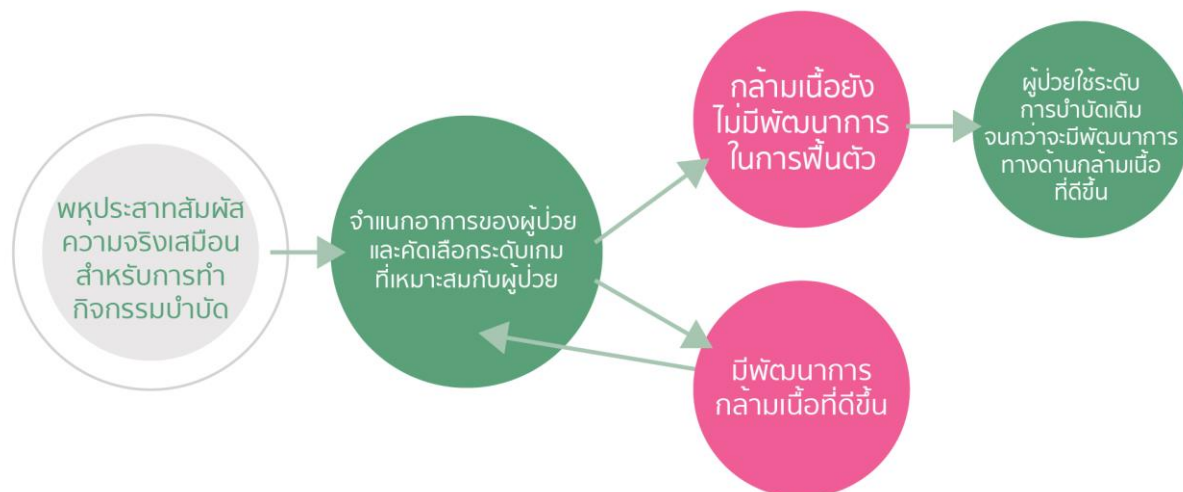 พหุประสาทสัมผัส
ความจริงเสมือน
สำหรับการทำ
กิจกรรมบำบัด
จำแนกอาการของผู้ป่วย
และคัดเลือกระดับเกม
ที่เหมาะสมกับผู้ป่วย
กล้ามเนื้อยัง
ไม่มีพัฒนาการ
ในการฟื้นตัว
ผู้ป่วยใช้ระดับ
การบำบัดเดิม
จนกว่าจะมีพัฒนาการ
ทางด้านกล้ามเนื้อ
ที่ดีขึ้น
มีพัฒนาการ
กล้ามเนื้อที่ดีขึ้น